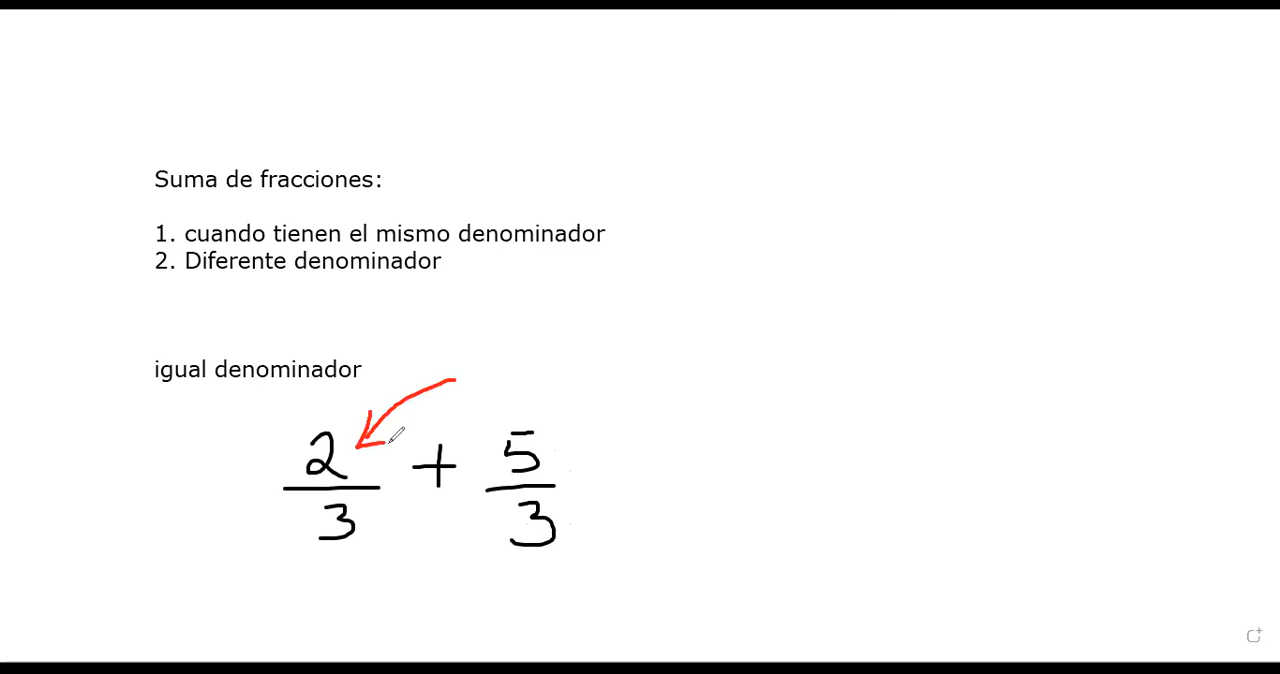 Suma de fracciones:
1. cuando tienen el mismo denominador
2. Diferente denominador
igual denominador
2 + 5
3 3